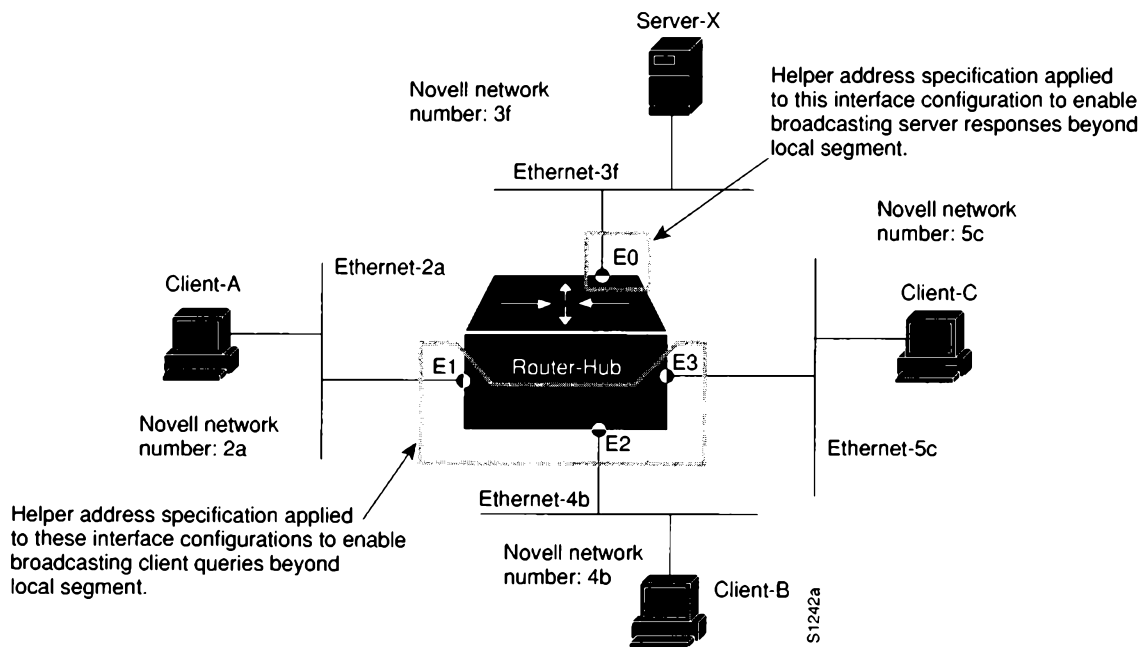 Server-X
Novell network
number: 3f
Helper address specification applied
to this interface configuration to enable
broadcasting server responses beyond
local segment.
Ethernet-3f
Novell network
number: 5c
E0
Ethernet-2a
Client-A
Client-C
E1
Router-Hub
E3
Novell network
number: 2a
E2
Ethernet-5c
Ethernet-4b
Helper address specification applied
to these interface configurations to enable
broadcasting client queries beyond
local segment.
Novell network
number: 4b
Client-B
S1242a